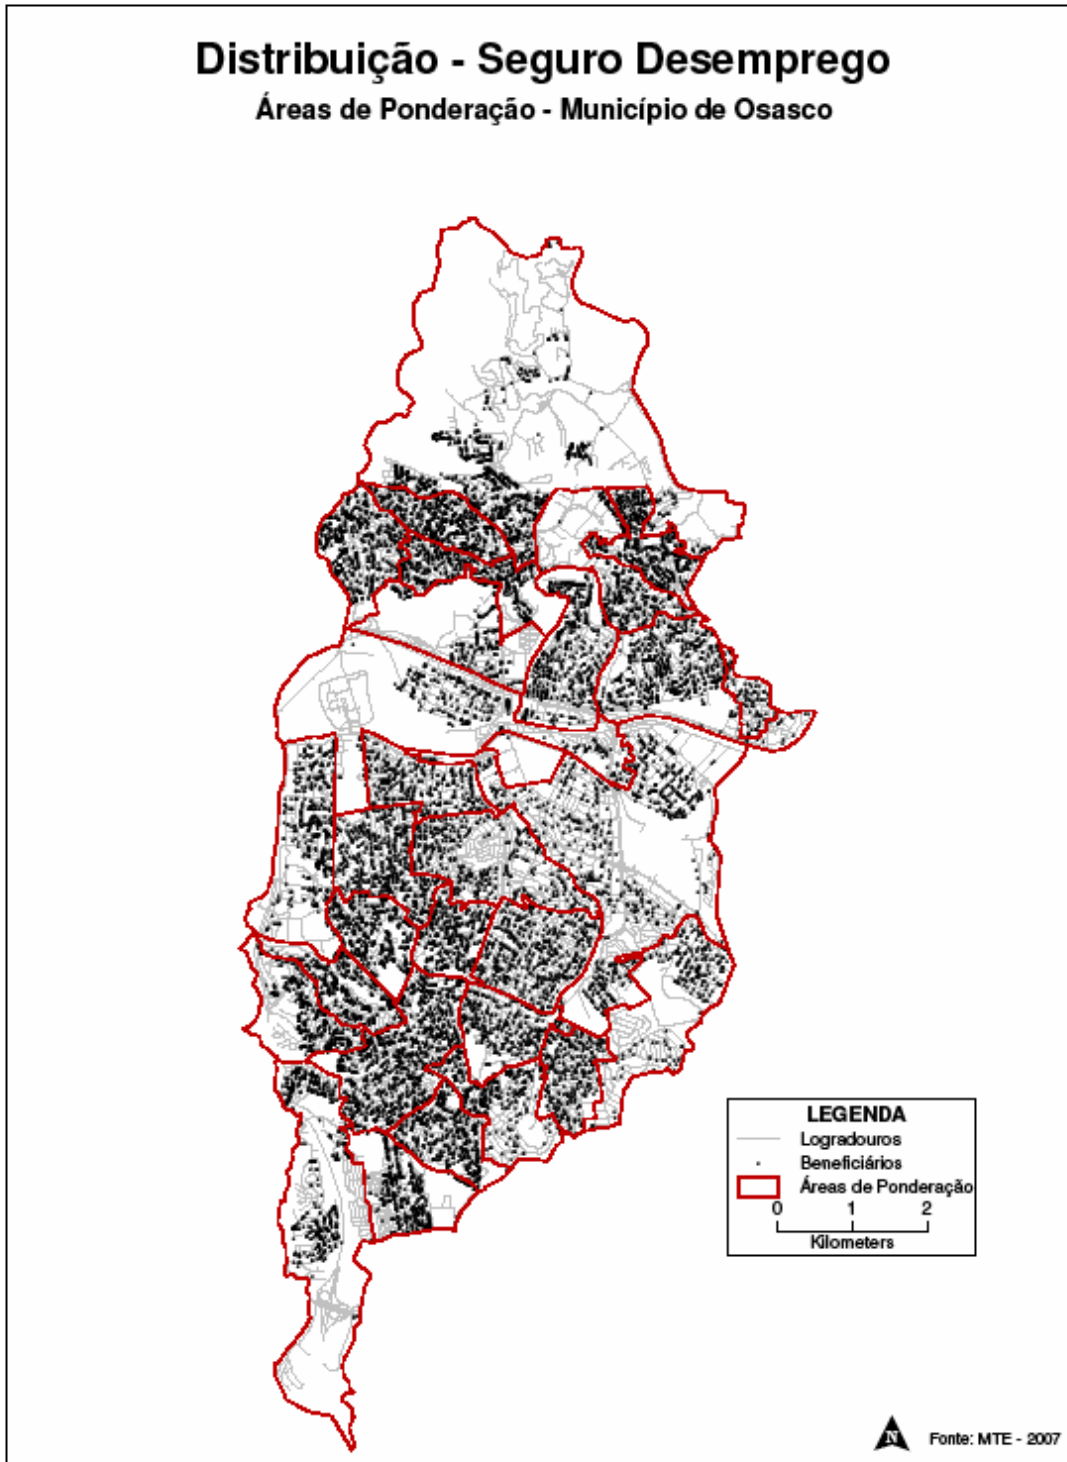 Distribuição - Seguro Desemprego
Áreas de Ponderação - Município de Osasco
LEGENDA
Logradouros
Beneficiários
Áreas de Ponderação
0 1 2
Kilometers
N
Fonte: MTE - 2007